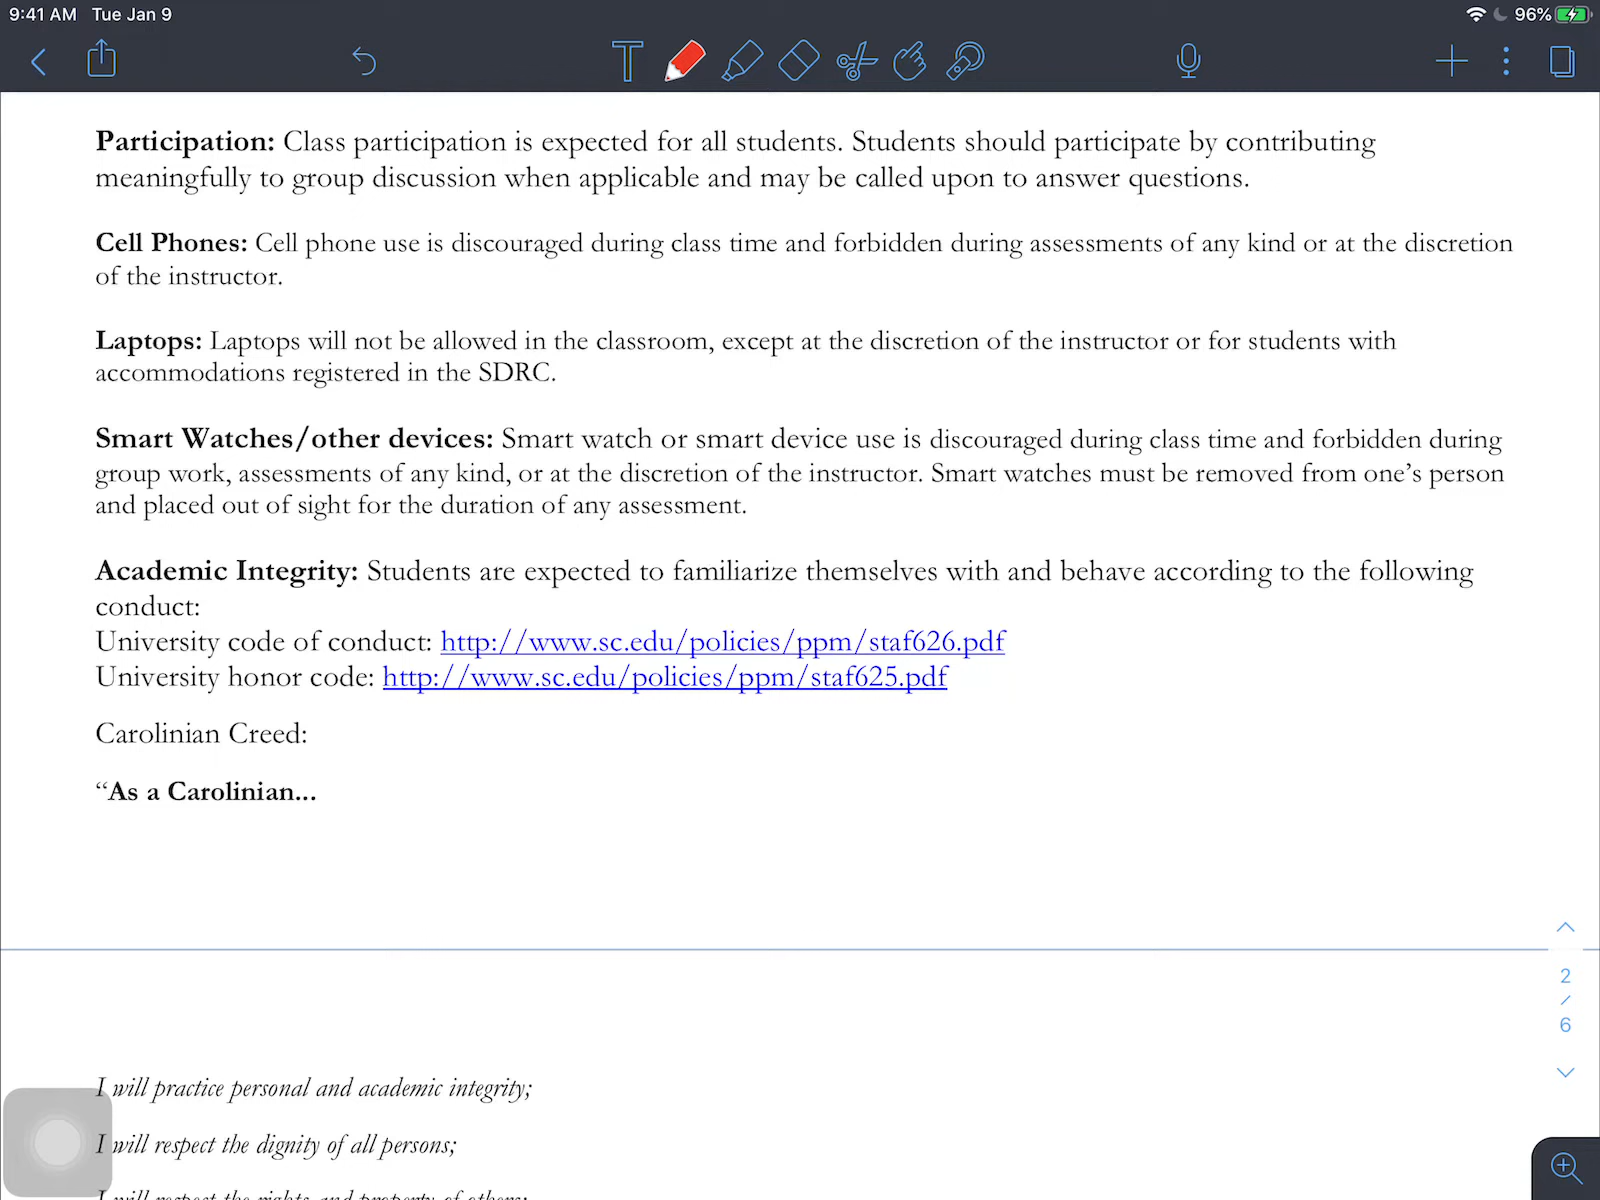 9:41 AM Tue Jan 9 96%
Participation: Class participation is expected for all students. Students should participate by contributing
meaningfully to group discussion when applicable and may be called upon to answer questions.
Cell Phones: Cell phone use is discouraged during class time and forbidden during assessments of any kind or at the discretion
of the instructor.
Laptops: Laptops will not be allowed in the classroom, except at the discretion of the instructor or for students with
accommodations registered in the SDRC.
Smart Watches/other devices: Smart watch or smart device use is discouraged during class time and forbidden during
group work, assessments of any kind, or at the discretion of the instructor. Smart watches must be removed from one’s person
and placed out of sight for the duration of any assessment.
Academic Integrity: Students are expected to familiarize themselves with and behave according to the following
conduct:
University code of conduct: http://www.sc.edu/policies/ppm/staf626.pdf
University honor code: http://www.sc.edu/policies/ppm/staf625.pdf
Carolinian Creed:
“As a Carolinian...
2
/
6
I will practice personal and academic integrity;
I will respect the dignity of all persons;
I will respect the rights and property of others;